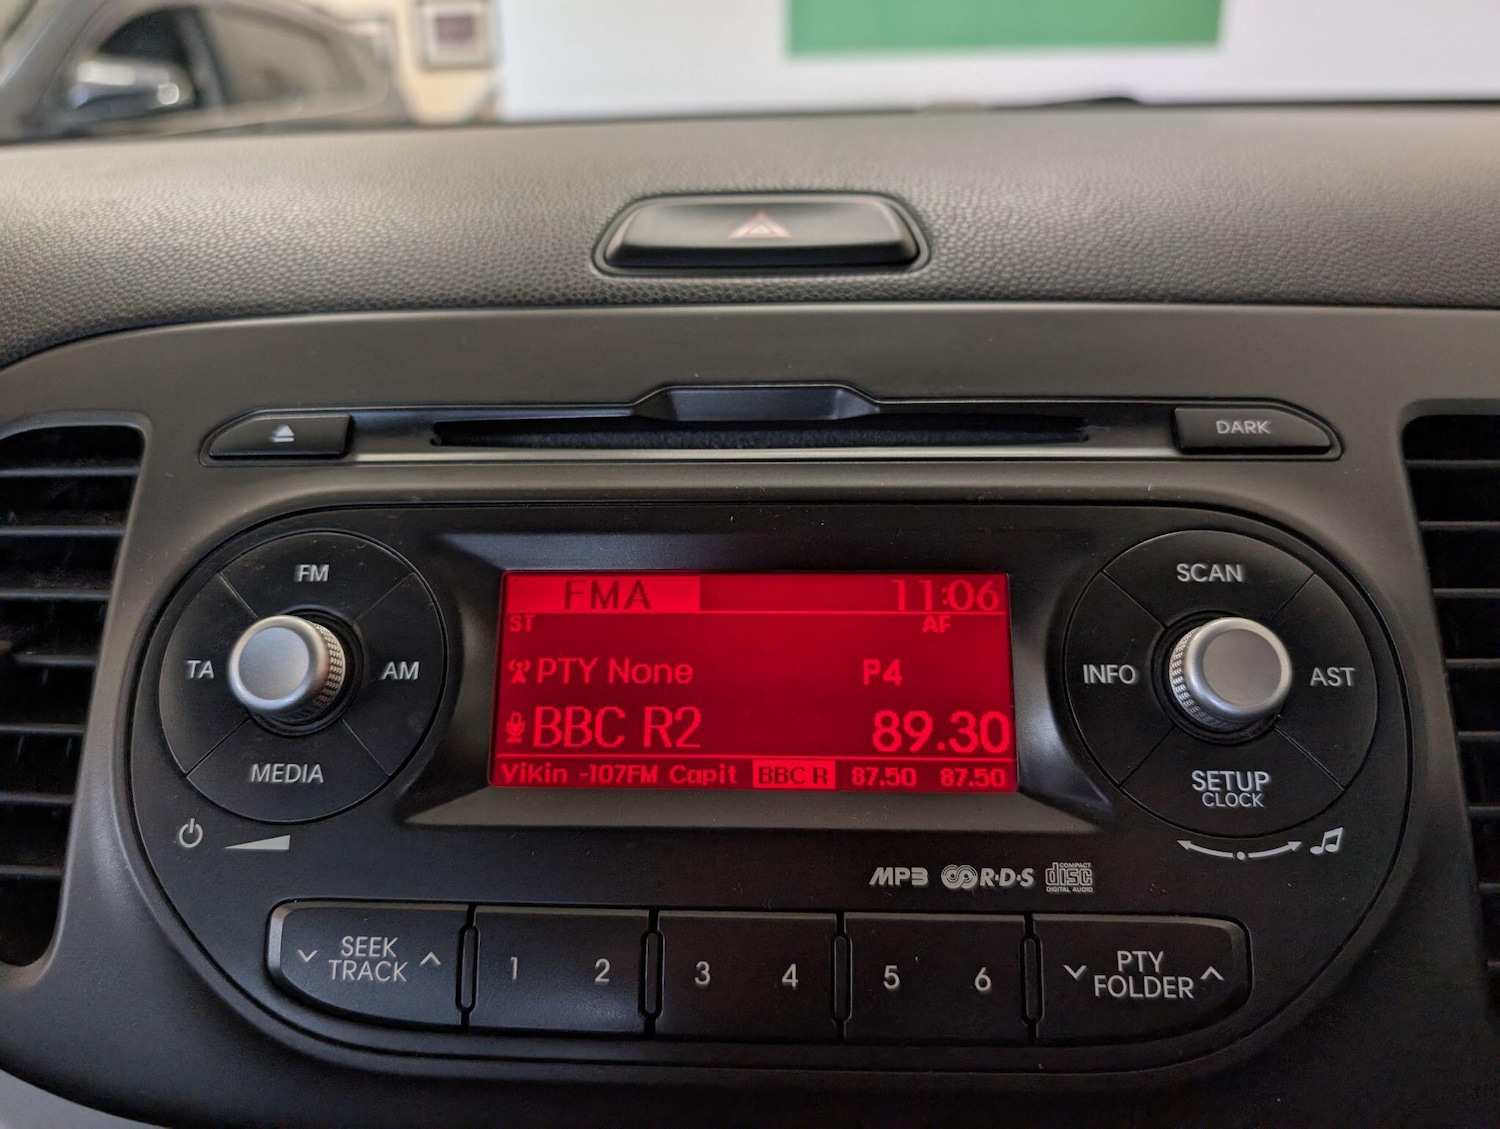 DARK
FM
TA
AM
MEDIA
FMA 11:06
ST AF
PTY None P4
BBC R2 89.30
Vikin -107FM Capit BBC R 87.50 87.50
SCAN
INFO
AST
SETUP
CLOCK
MP3 R·D·S COMPACT disc DIGITAL AUDIO
SEEK
TRACK
1 2 3 4 5 6
PTY
FOLDER